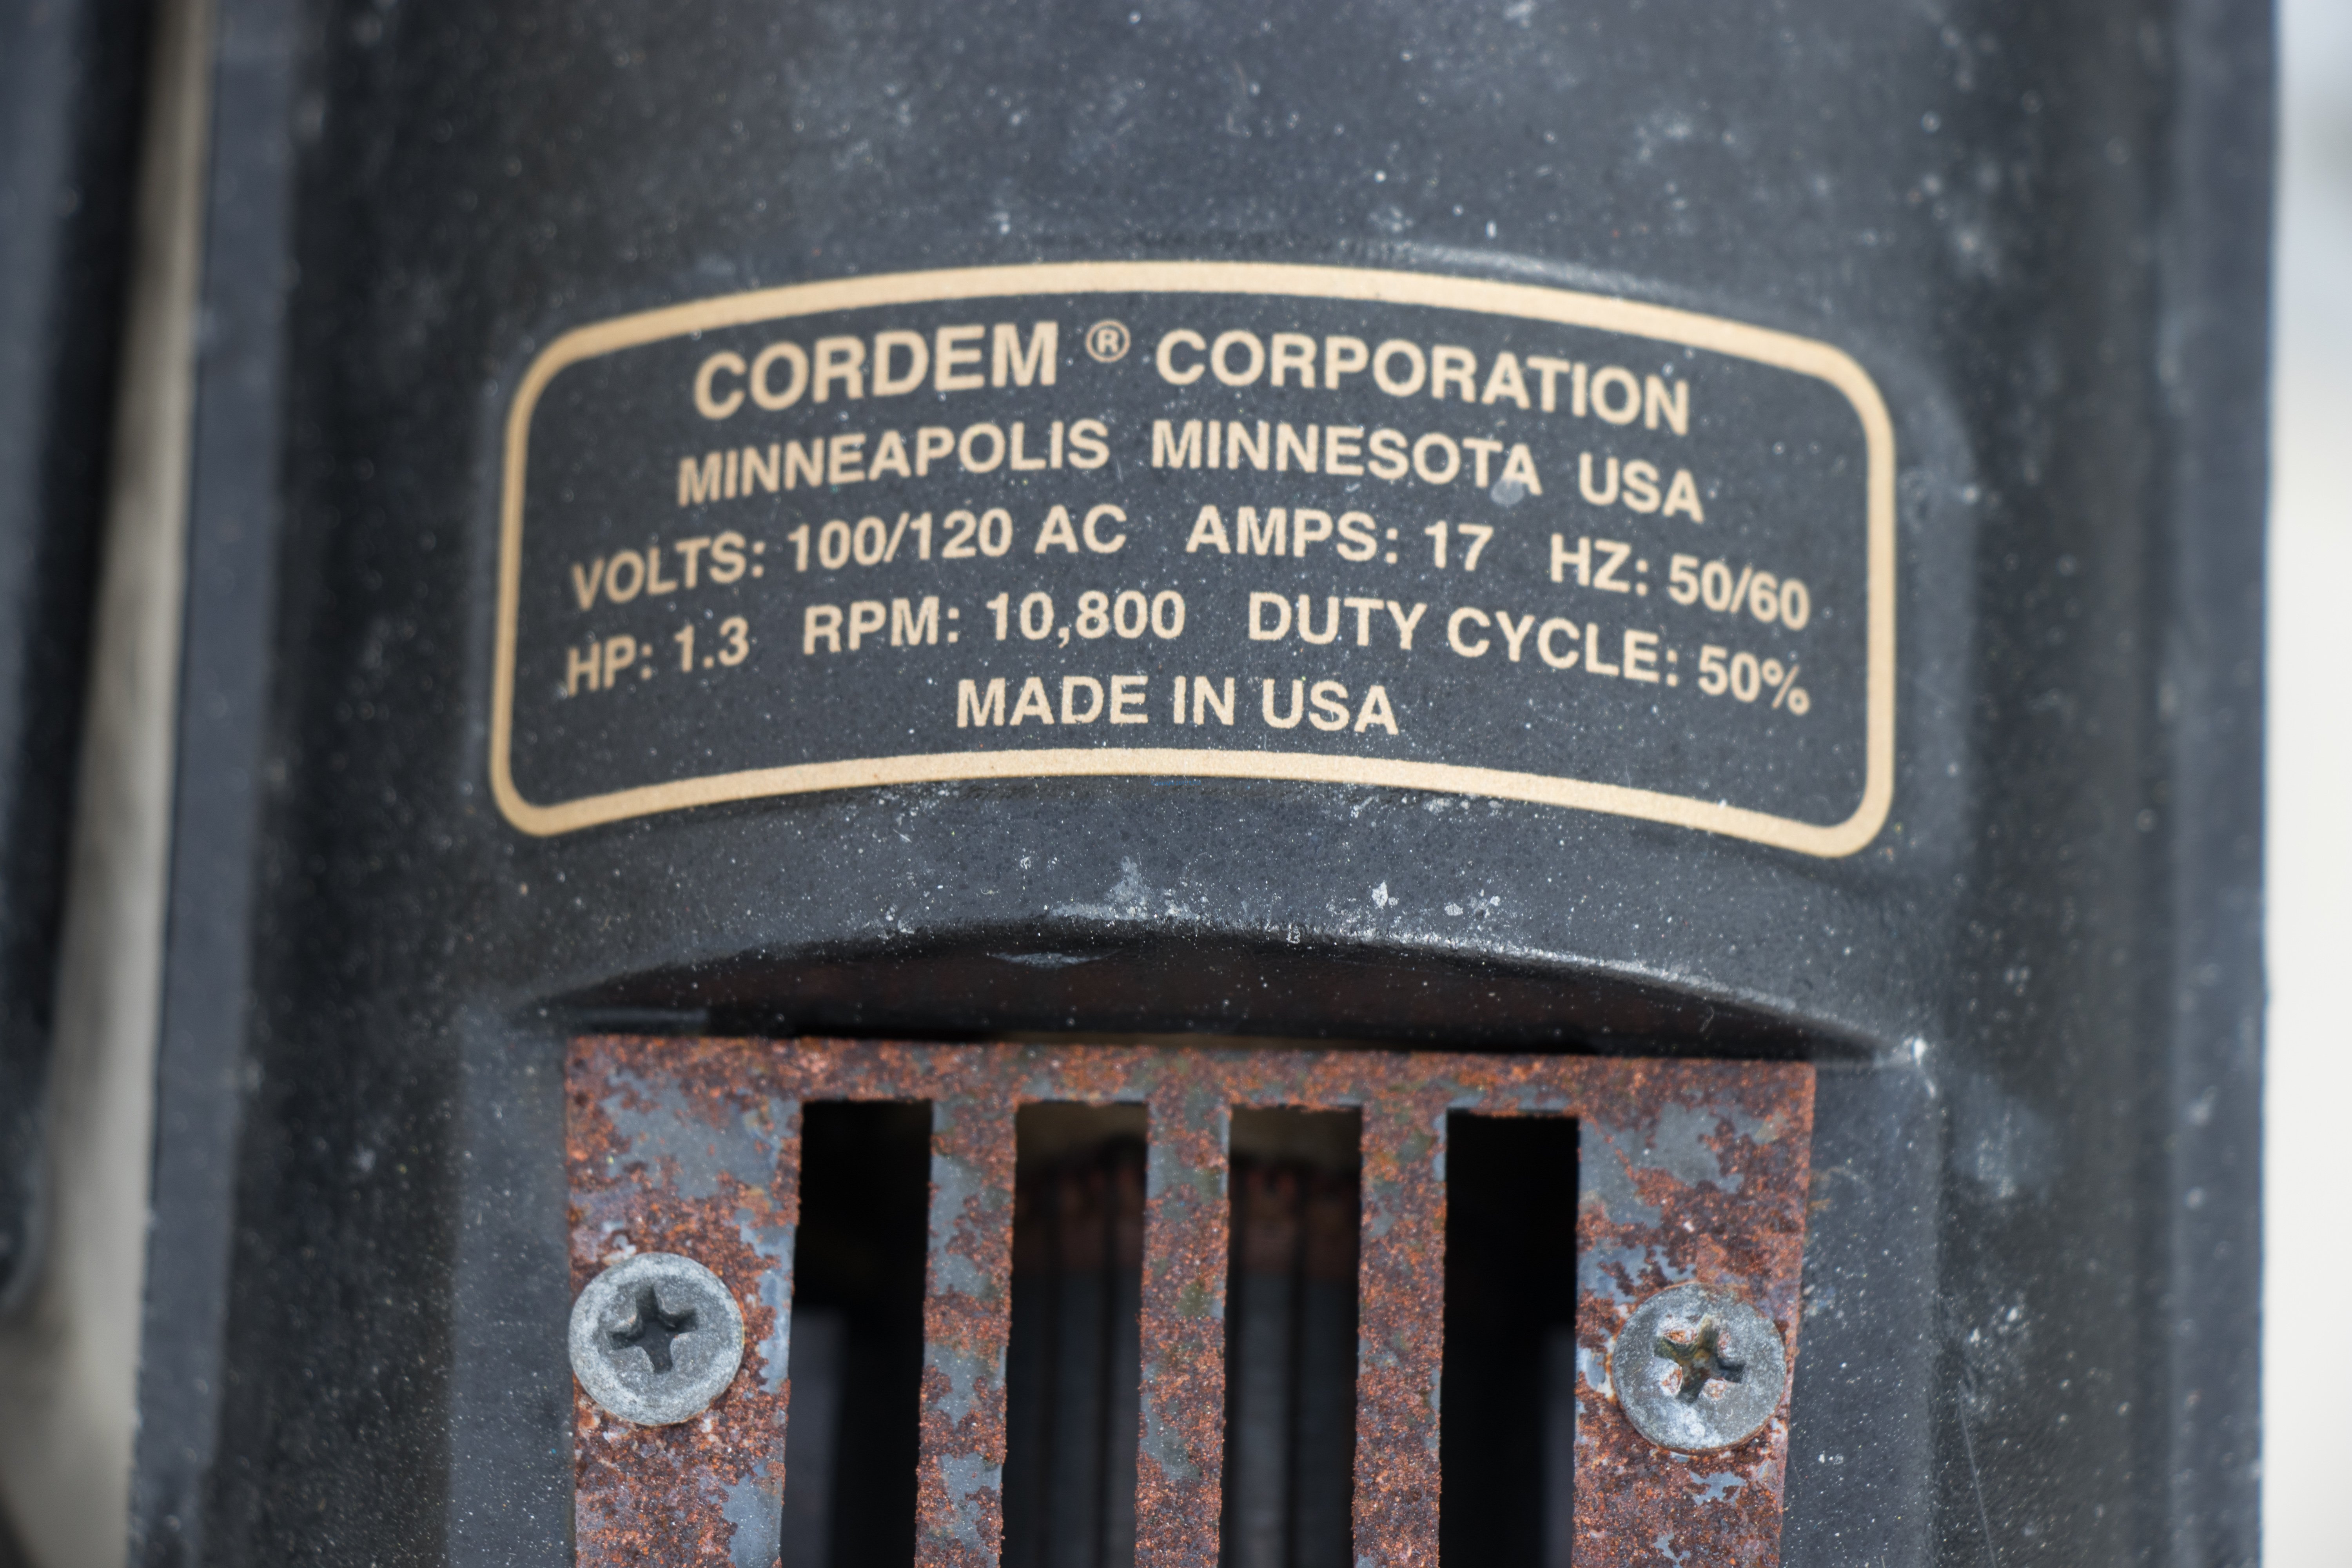 CORDEM ® CORPORATION
MINNEAPOLIS MINNESOTA USA
VOLTS: 100/120 AC AMPS: 17 HZ: 50/60
HP: 1.3 RPM: 10,800 DUTY CYCLE: 50%
MADE IN USA